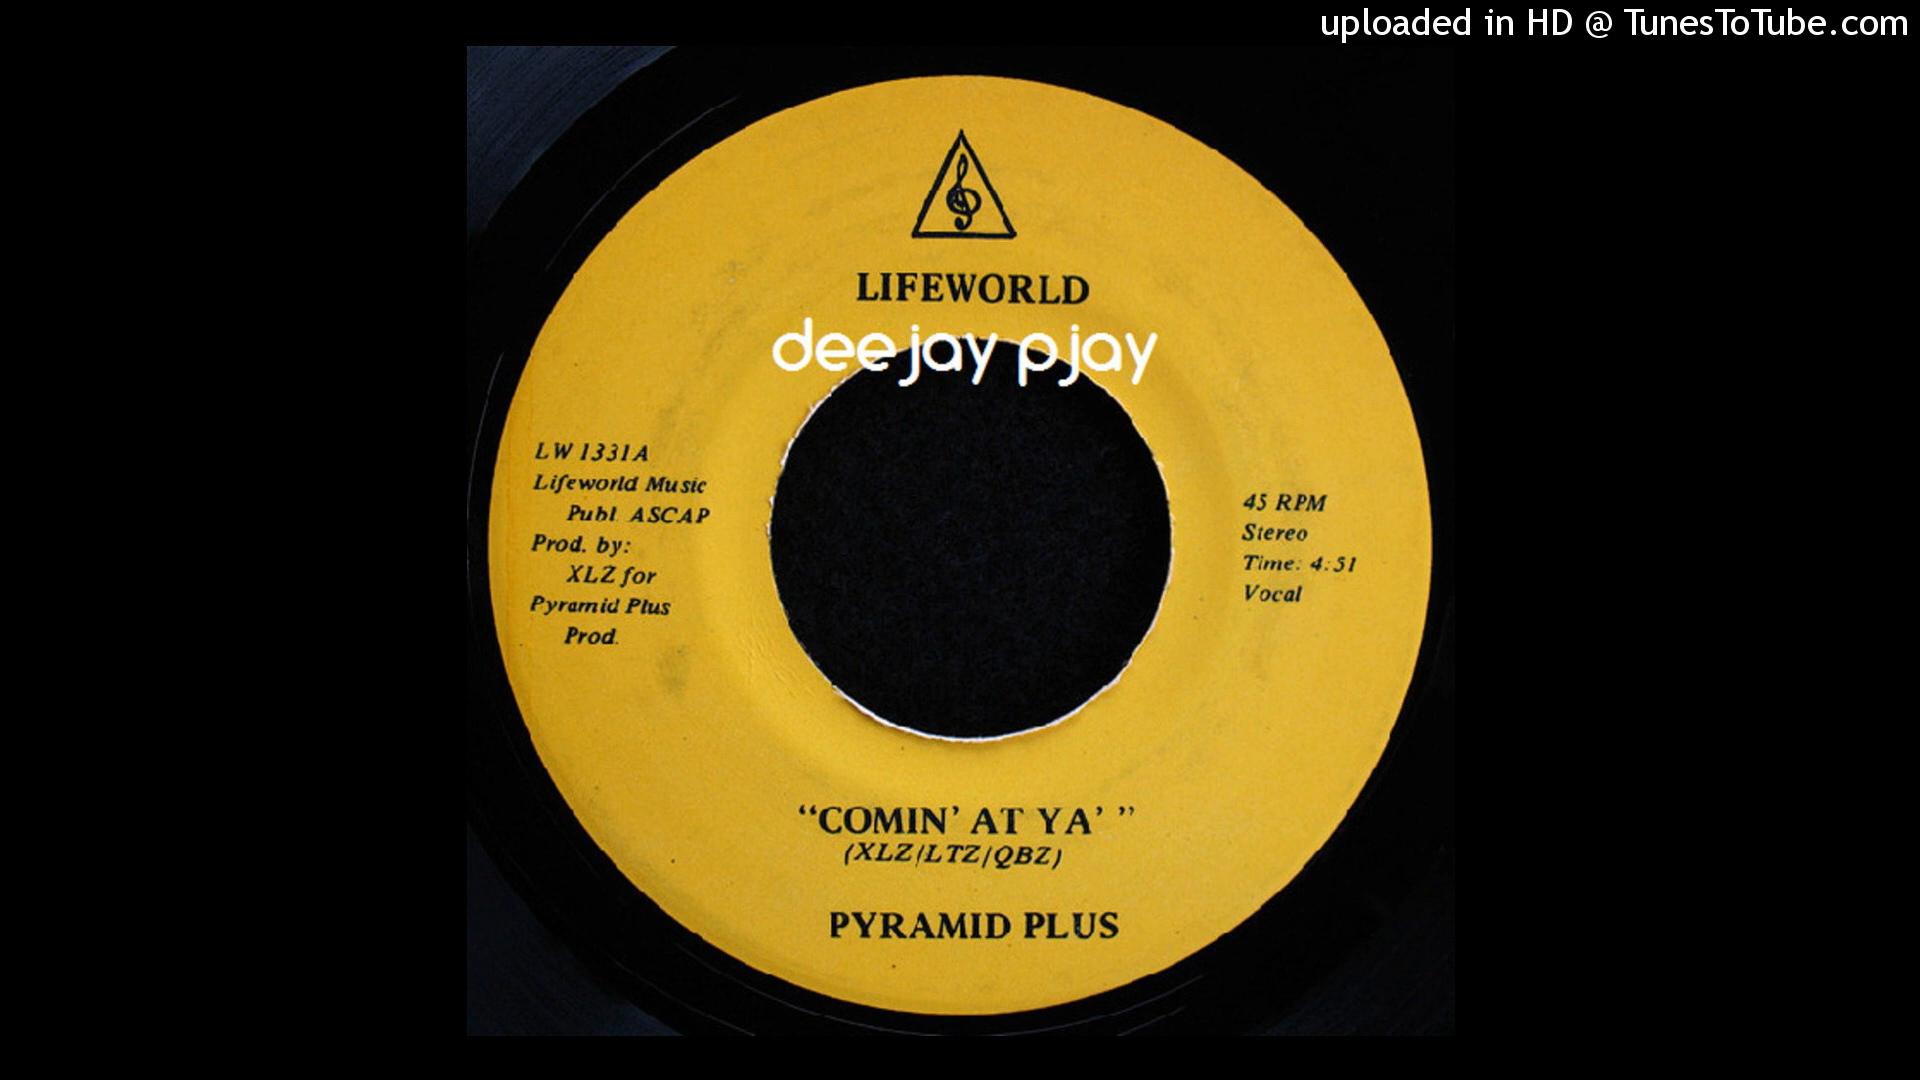 uploaded in HD @ TunesToTube.com
LIFEWORLD
deejay pjay
LW 1331A
Lifeworld Music
Publ. ASCAP
Prod. by:
XLZ for
Pyramid Plus
Prod.
45 RPM
Stereo
Time: 4:51
Vocal
“COMIN’ AT YA’ ”
(XLZ/LTZ/QBZ)
PYRAMID PLUS